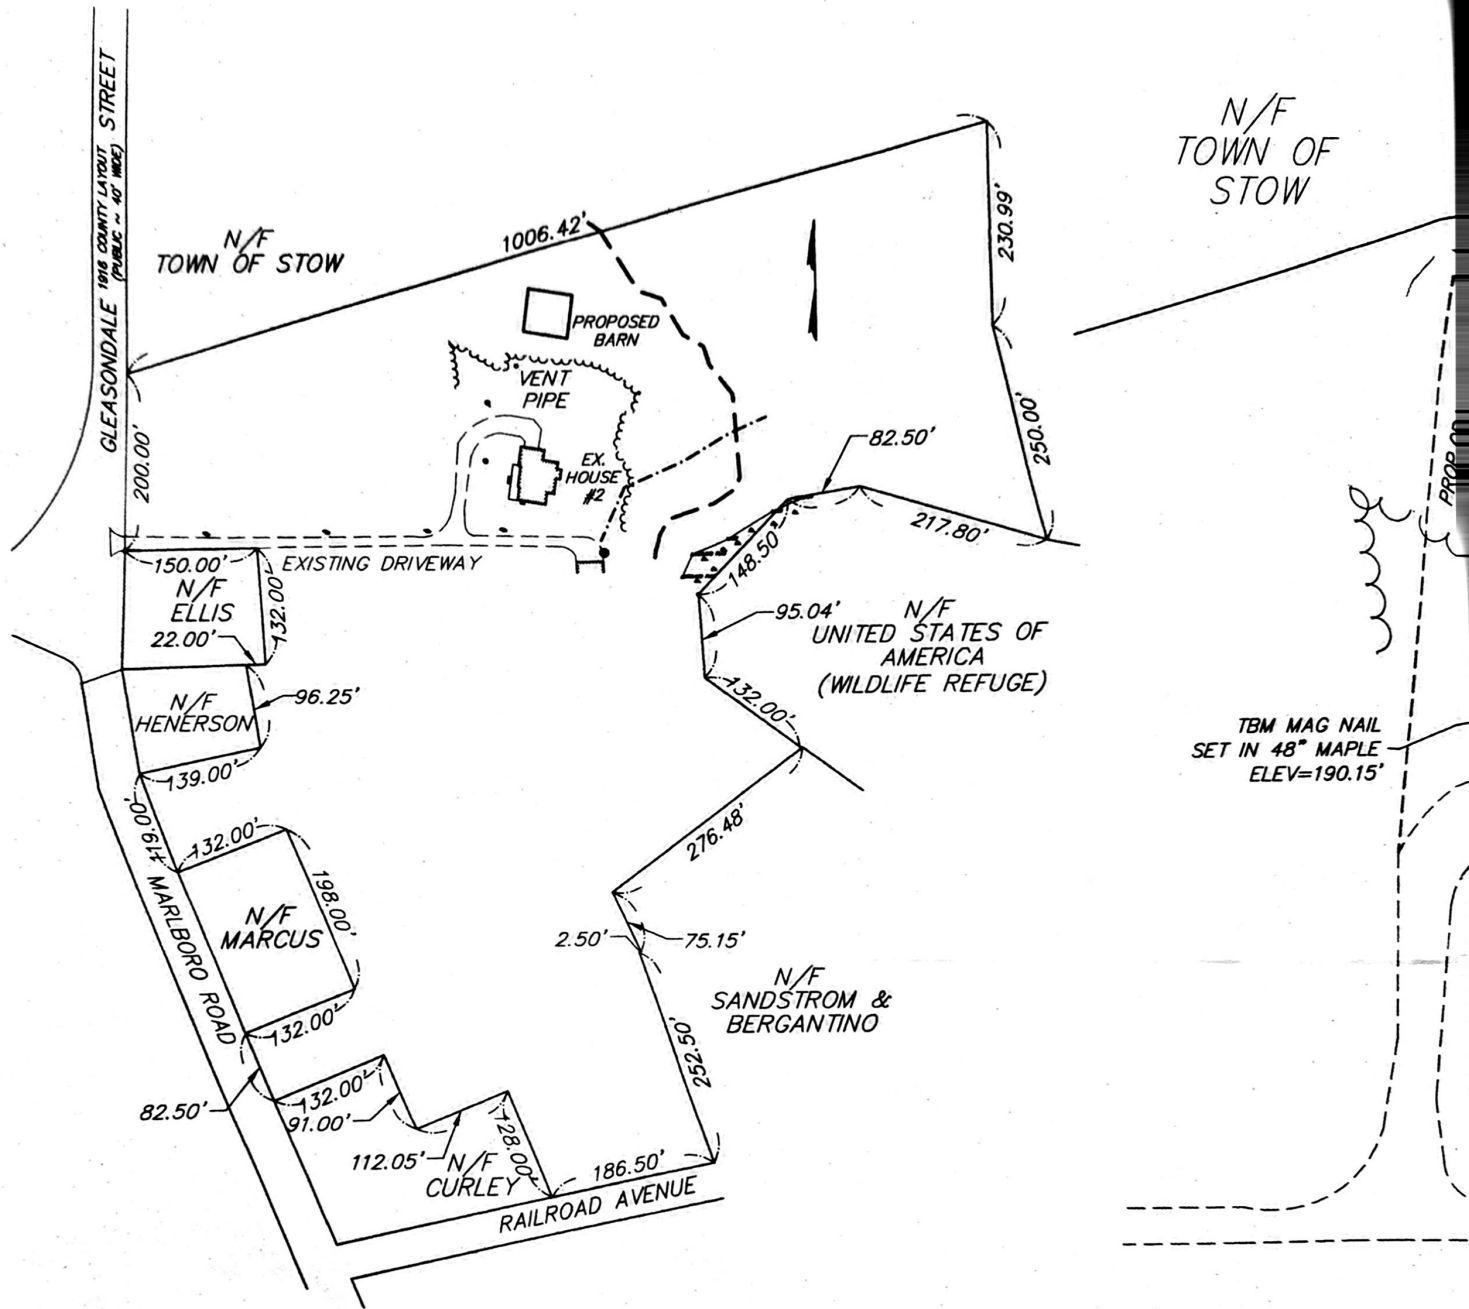 N/F
TOWN OF
STOW
GLEASONDALE 1916 COUNTY LAYOUT STREET
(PUBLIC ~ 40' WIDE)
N/F
TOWN OF STOW
1006.42'
230.99'
PROPOSED
BARN
VENT
PIPE
200.00'
EX.
HOUSE
#2
82.50'
250.00'
217.80'
PROP.
EXISTING DRIVEWAY
150.00'
N/F
ELLIS
132.00'
22.00'
148.50'
95.04'
N/F
UNITED STATES OF
AMERICA
(WILDLIFE REFUGE)
132.00'
N/F
HENERSON
96.25'
139.00'
TBM MAG NAIL
SET IN 48" MAPLE
ELEV=190.15'
119.00'
132.00'
276.48'
198.00'
N/F
MARCUS
MARLBORO ROAD
2.50'
75.15'
N/F
SANDSTROM &
BERGANTINO
132.00'
252.50'
82.50'
132.00'
91.00'
112.05'
128.00'
N/F
CURLEY
186.50'
RAILROAD AVENUE